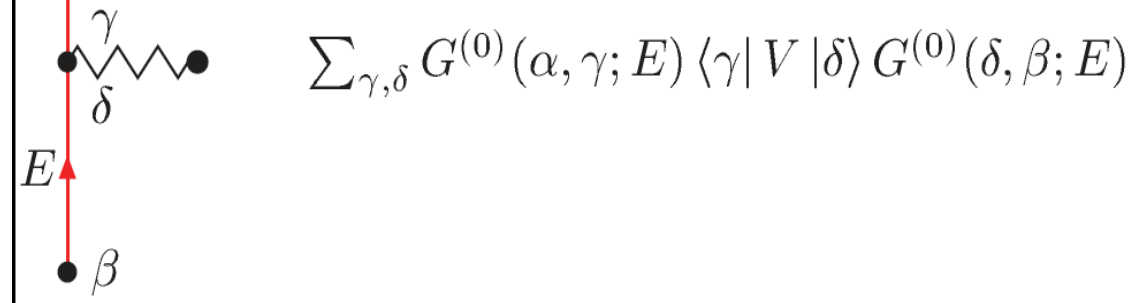 γ
∑_{γ,δ} G^{(0)}(α, γ; E) ⟨γ| V |δ⟩ G^{(0)}(δ, β; E)
δ
E
β